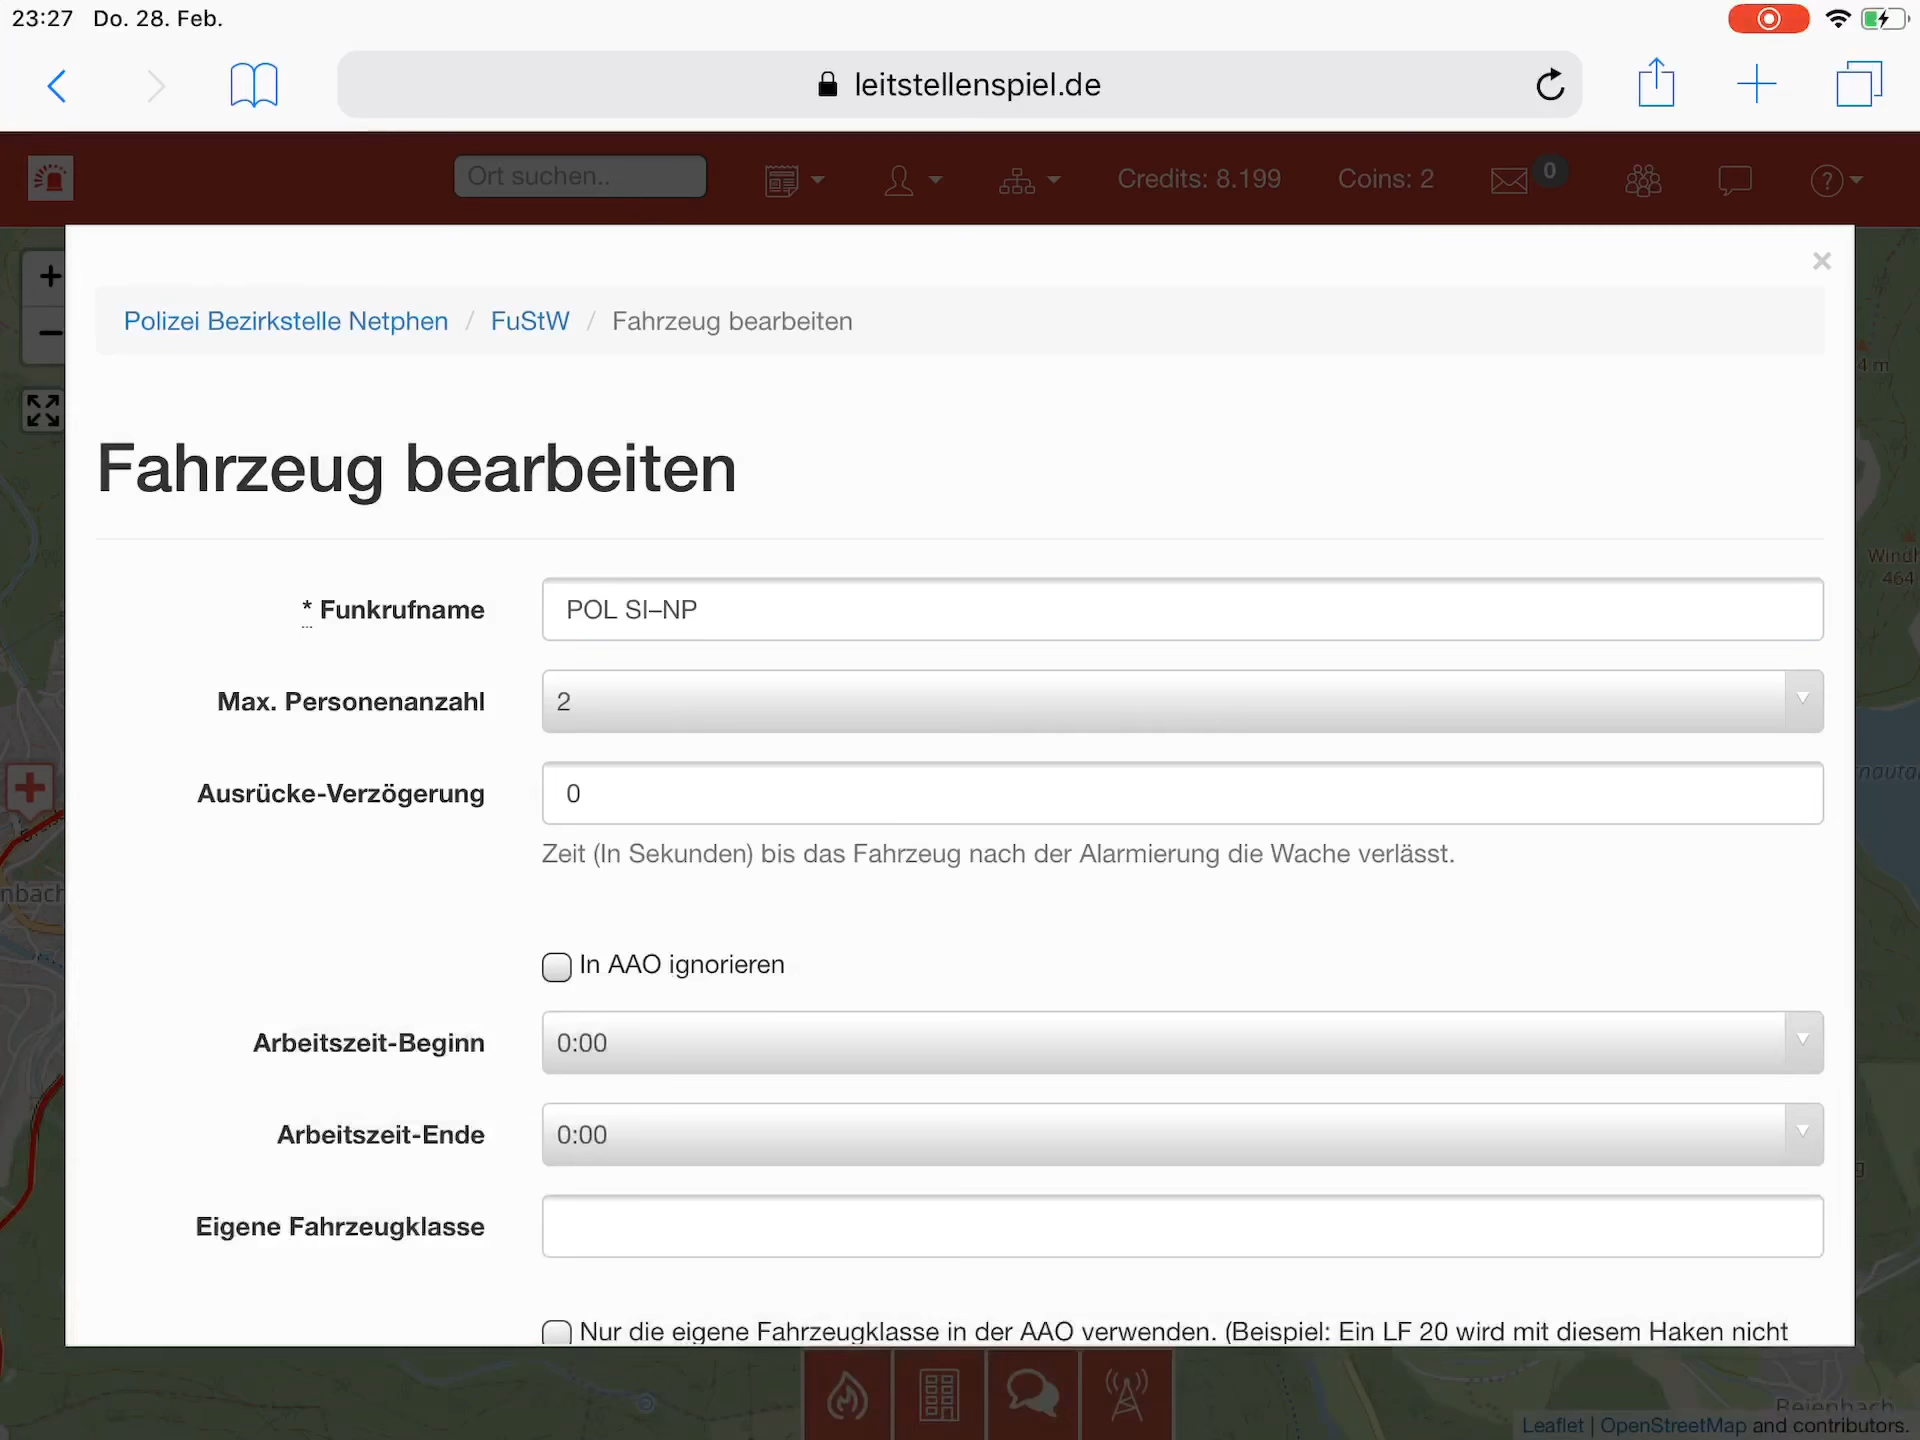 23:27 Do. 28. Feb.
leitstellenspiel.de
Ort suchen..
Credits: 8.199
Coins: 2
0
Polizei Bezirkstelle Netphen / FuStW / Fahrzeug bearbeiten
4 m
Fahrzeug bearbeiten
464
* Funkrufname
POL SI–NP
Max. Personenanzahl
2
Ausrücke-Verzögerung
0
Zeit (In Sekunden) bis das Fahrzeug nach der Alarmierung die Wache verlässt.
In AAO ignorieren
Arbeitszeit-Beginn
0:00
Arbeitszeit-Ende
0:00
Eigene Fahrzeugklasse
Nur die eigene Fahrzeugklasse in der AAO verwenden. (Beispiel: Ein LF 20 wird mit diesem Haken nicht
Beienbach
Leaflet | OpenStreetMap and contributors.